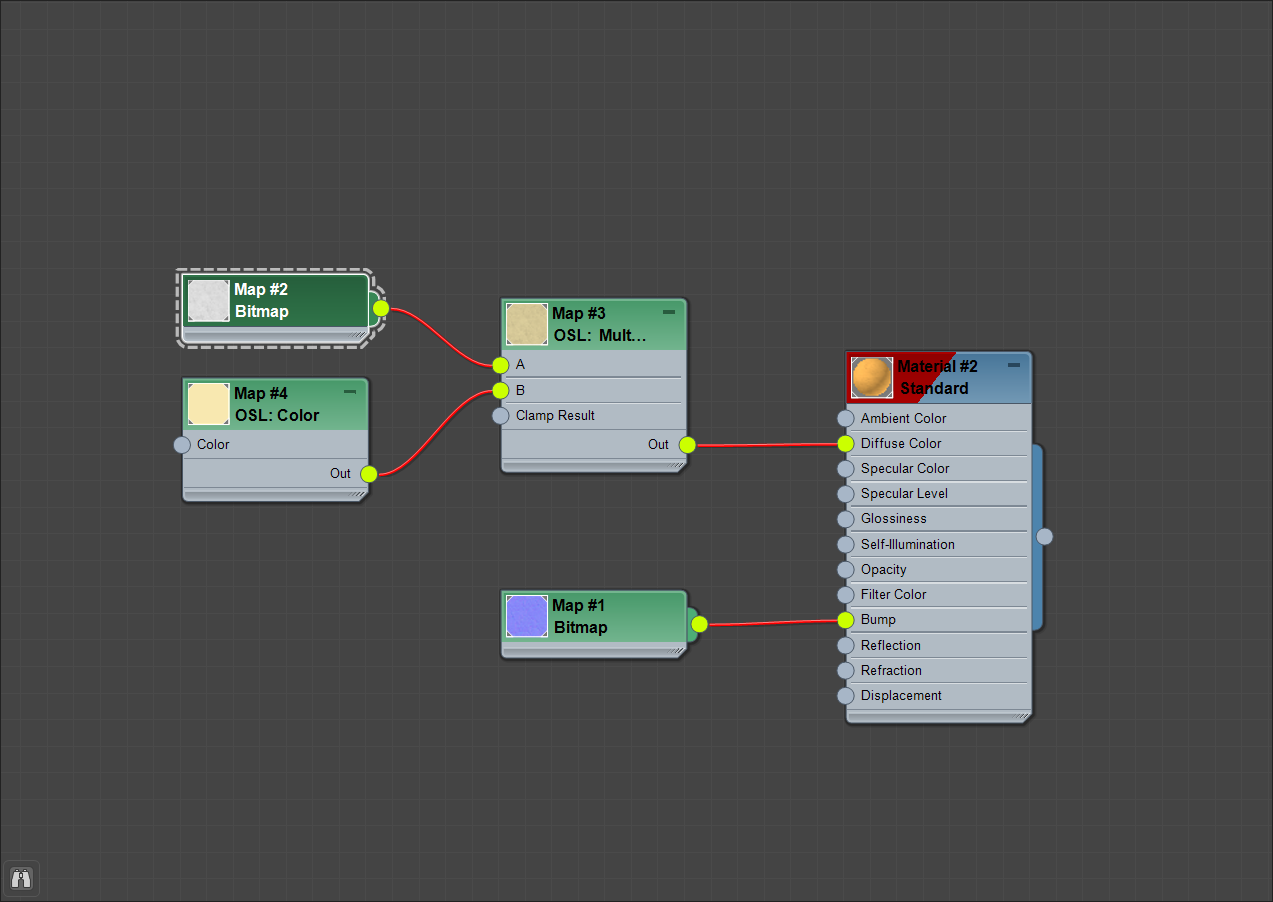 Map #2
Bitmap
Map #4
OSL: Color
Color
Out
Map #3
OSL: Mult...
A
B
Clamp Result
Out
Map #1
Bitmap
Material #2
Standard
Ambient Color
Diffuse Color
Specular Color
Specular Level
Glossiness
Self-Illumination
Opacity
Filter Color
Bump
Reflection
Refraction
Displacement